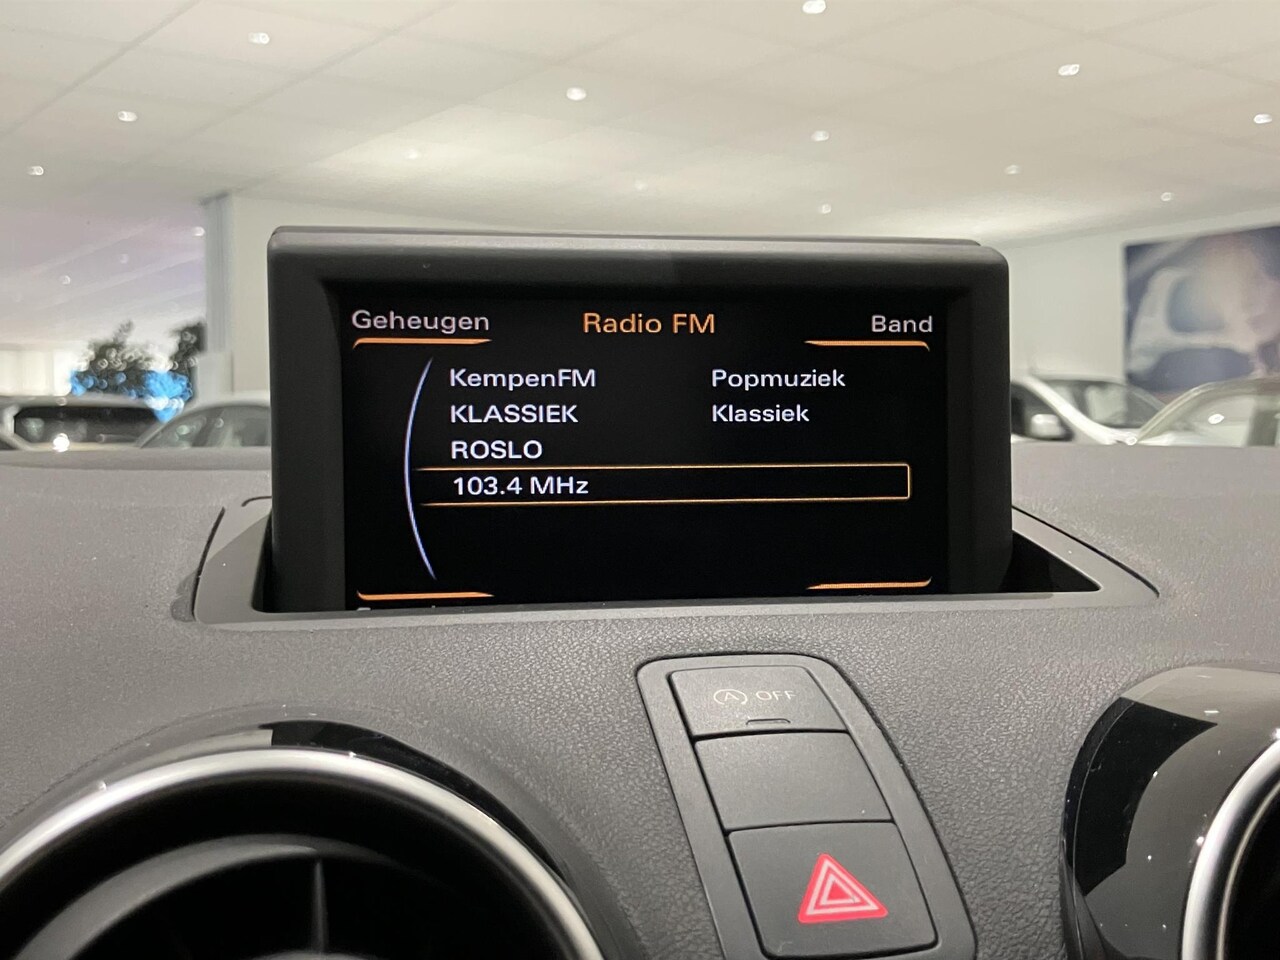 Geheugen Radio FM Band
KempenFM Popmuziek
KLASSIEK Klassiek
ROSLO
103.4 MHz
A OFF